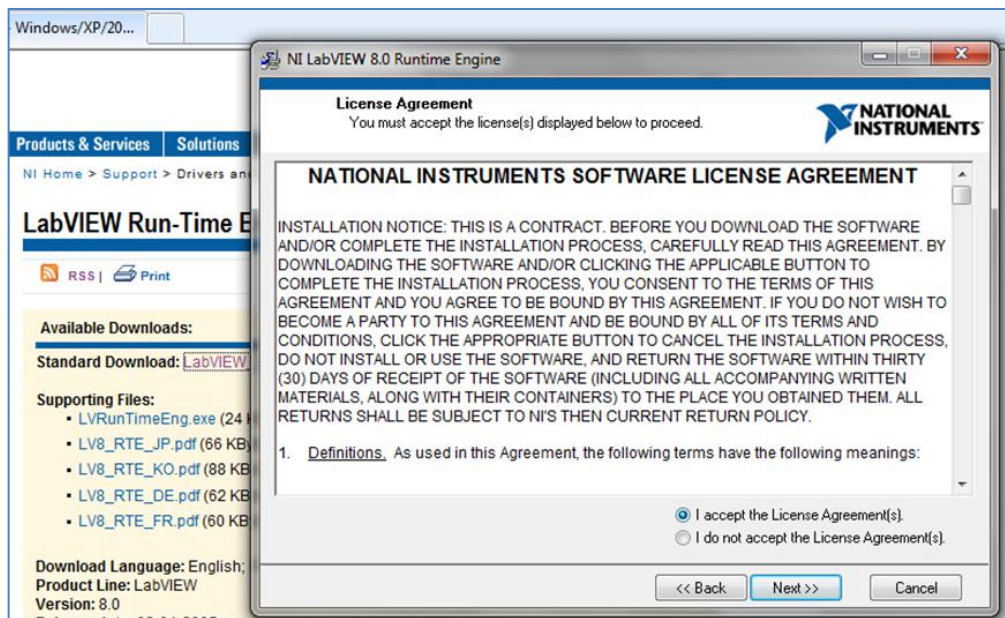 Windows/XP/20...
Products & Services Solutions
NI Home > Support > Drivers and
LabVIEW Run-Time E
RSS | Print
Available Downloads:
Standard Download: LabVIEW_
Supporting Files:
▪ LVRunTimeEng.exe (24
▪ LV8_RTE_JP.pdf (66 KBy
▪ LV8_RTE_KO.pdf (88 KB
▪ LV8_RTE_DE.pdf (62 KB
▪ LV8_RTE_FR.pdf (60 KB
Download Language: English;
Product Line: LabVIEW
Version: 8.0
NI LabVIEW 8.0 Runtime Engine
License Agreement
You must accept the license(s) displayed below to proceed.
NATIONAL
INSTRUMENTS
NATIONAL INSTRUMENTS SOFTWARE LICENSE AGREEMENT
INSTALLATION NOTICE: THIS IS A CONTRACT. BEFORE YOU DOWNLOAD THE SOFTWARE
AND/OR COMPLETE THE INSTALLATION PROCESS, CAREFULLY READ THIS AGREEMENT. BY
DOWNLOADING THE SOFTWARE AND/OR CLICKING THE APPLICABLE BUTTON TO
COMPLETE THE INSTALLATION PROCESS, YOU CONSENT TO THE TERMS OF THIS
AGREEMENT AND YOU AGREE TO BE BOUND BY THIS AGREEMENT. IF YOU DO NOT WISH TO
BECOME A PARTY TO THIS AGREEMENT AND BE BOUND BY ALL OF ITS TERMS AND
CONDITIONS, CLICK THE APPROPRIATE BUTTON TO CANCEL THE INSTALLATION PROCESS,
DO NOT INSTALL OR USE THE SOFTWARE, AND RETURN THE SOFTWARE WITHIN THIRTY
(30) DAYS OF RECEIPT OF THE SOFTWARE (INCLUDING ALL ACCOMPANYING WRITTEN
MATERIALS, ALONG WITH THEIR CONTAINERS) TO THE PLACE YOU OBTAINED THEM. ALL
RETURNS SHALL BE SUBJECT TO NI'S THEN CURRENT RETURN POLICY.
1. Definitions. As used in this Agreement, the following terms have the following meanings:
I accept the License Agreement(s).
I do not accept the License Agreement(s).
<< Back Next >> Cancel